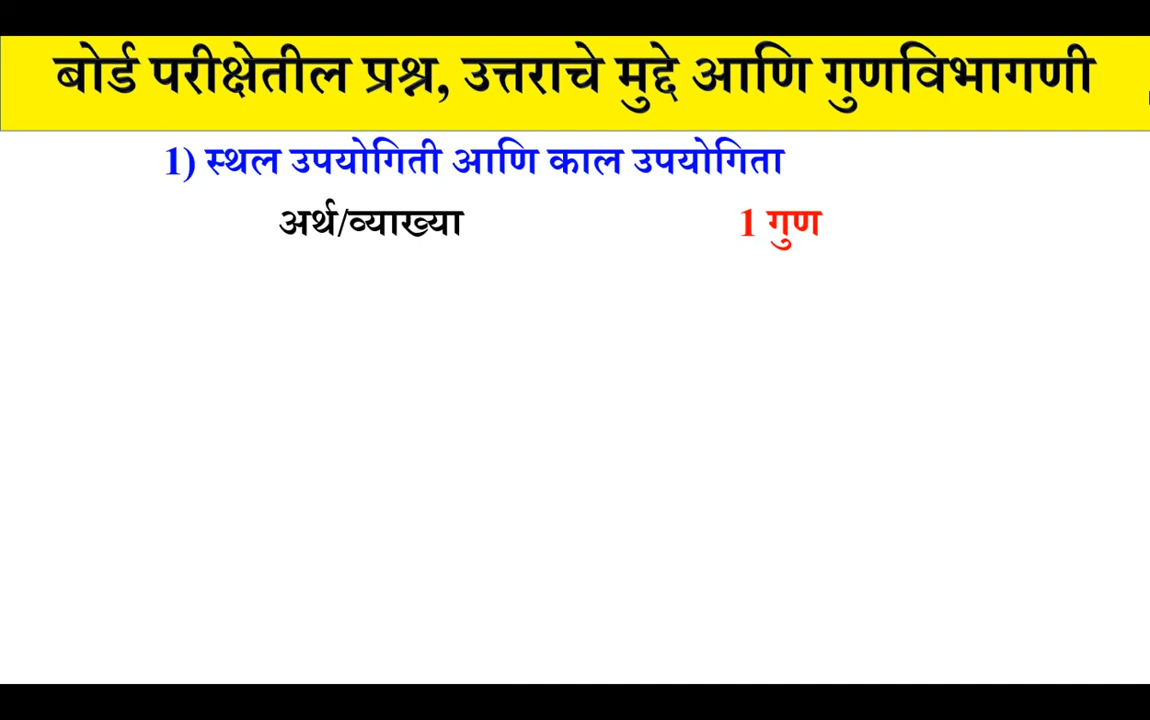 बोर्ड परीक्षेतील प्रश्न, उत्तराचे मुद्दे आणि गुणविभागणी
1) स्थल उपयोगिती आणि काल उपयोगिता
अर्थ/व्याख्या 1 गुण